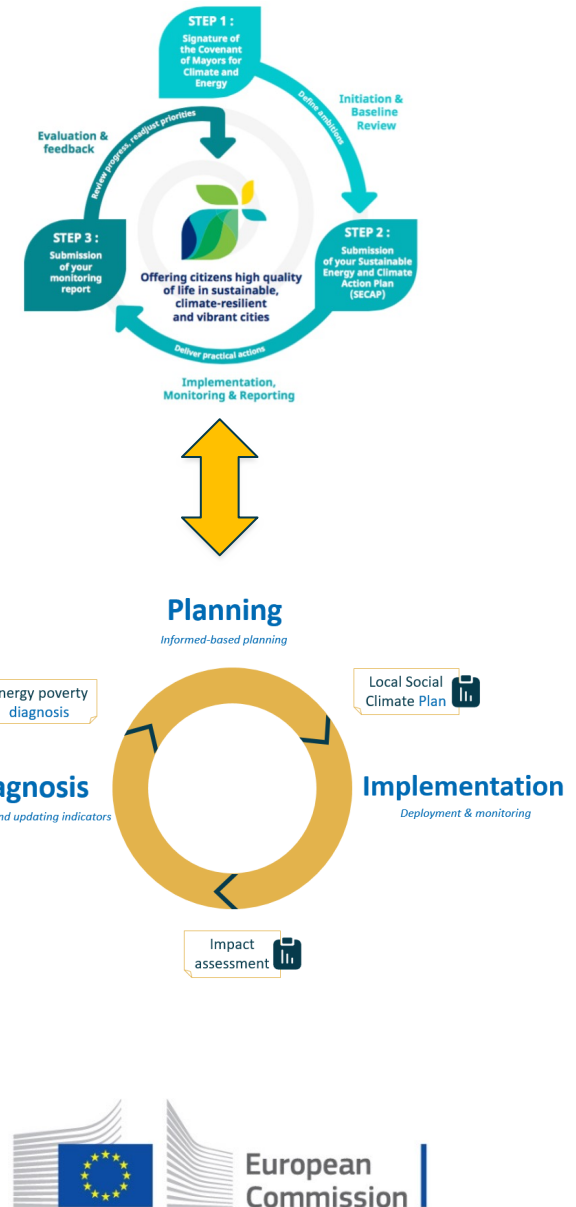 STEP 1 :
Signature of
the Covenant
of Mayors for
Climate and
Energy
Define ambitions
Initiation &
Baseline
Review
Evaluation &
feedback
Review progress, readjust priorities
STEP 3 :
Submission
of your
monitoring
report
STEP 2 :
Submission
of your Sustainable
Energy and Climate
Action Plan
(SECAP)
Offering citizens high quality
of life in sustainable,
climate-resilient
and vibrant cities
Deliver practical actions
Implementation,
Monitoring & Reporting
Planning
Informed-based planning
nergy poverty
diagnosis
Local Social
Climate Plan
agnosis
nd updating indicators
Implementation
Deployment & monitoring
Impact
assessment
European
Commission